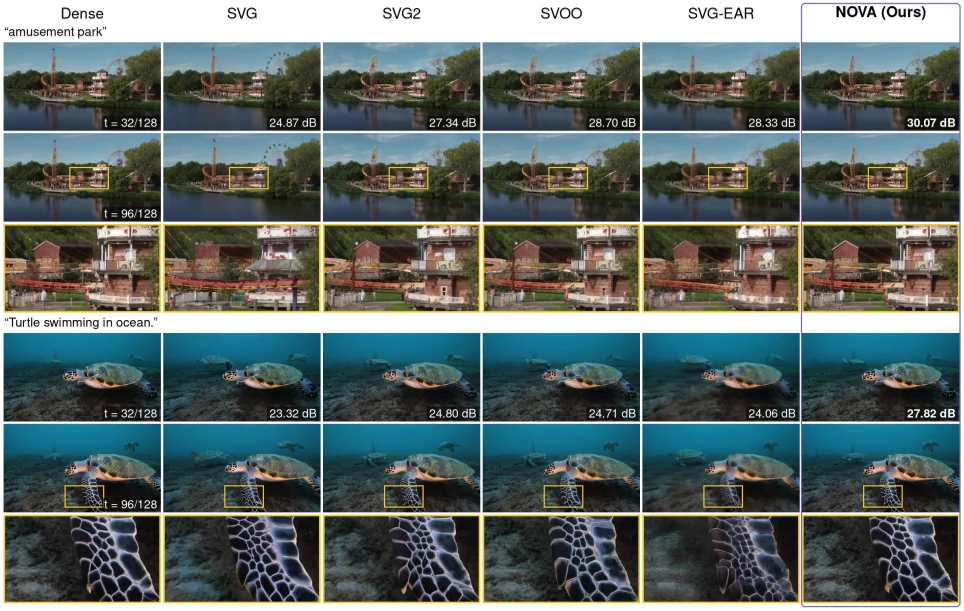 Dense SVG SVG2 SVOO SVG-EAR NOVA (Ours)
“amusement park”
t = 32/128 24.87 dB 27.34 dB 28.70 dB 28.33 dB 30.07 dB
t = 96/128
“Turtle swimming in ocean.”
t = 32/128 23.32 dB 24.80 dB 24.71 dB 24.06 dB 27.82 dB
t = 96/128